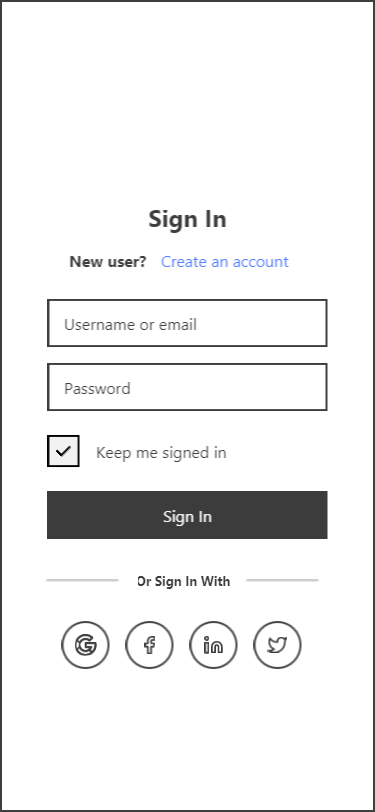 Sign In
New user? Create an account
Username or email
Password
Keep me signed in
Sign In
Or Sign In With